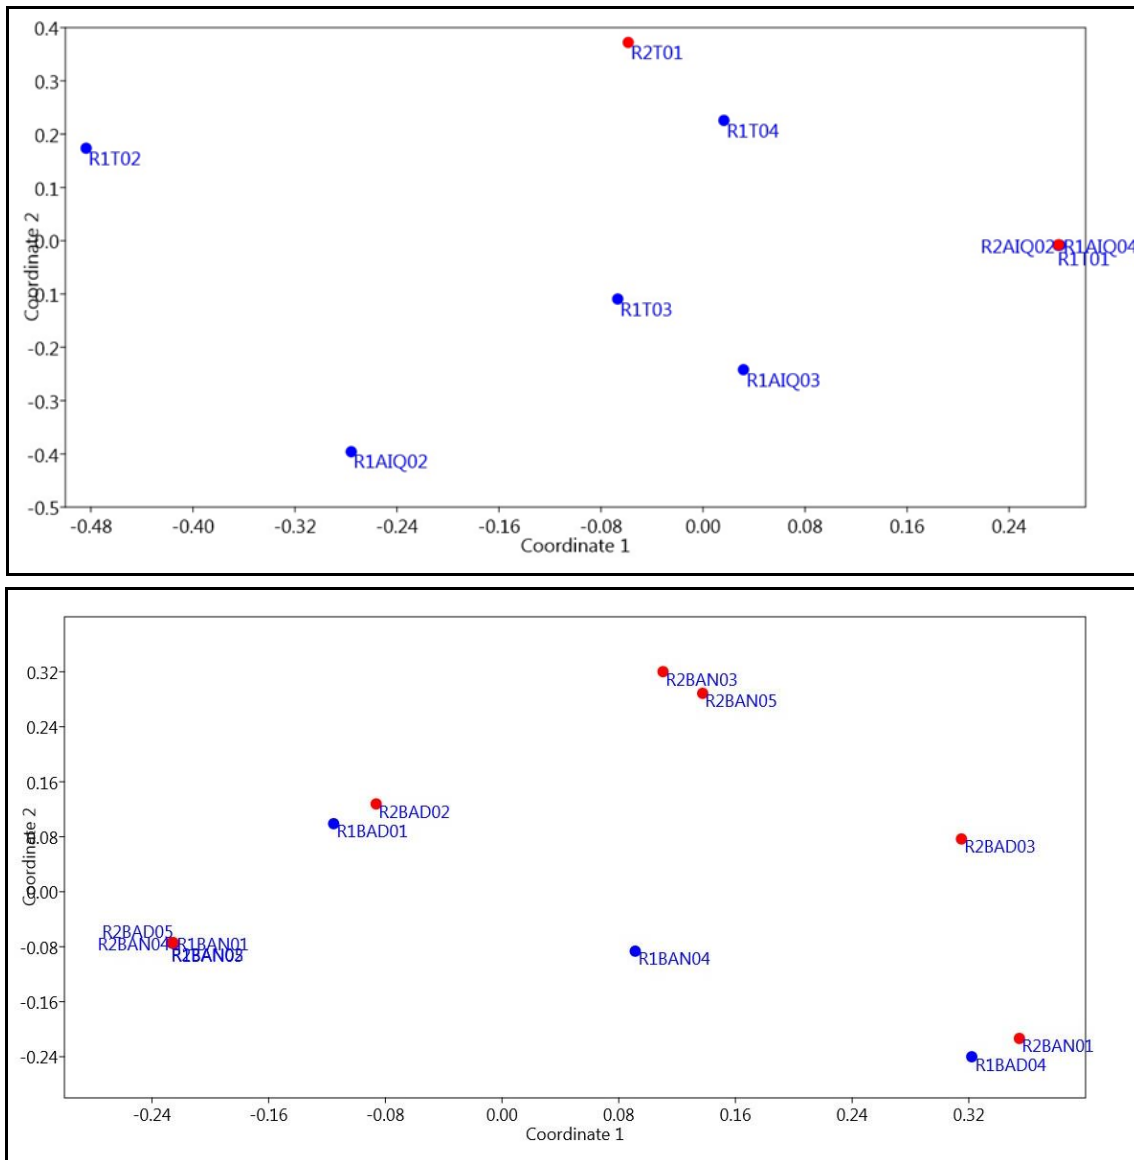 0.4
R2T01
0.3
R1T04
0.2
R1T02
0.1
Coordinate 2
0.0
R2AIQ02
R1AIQ04
R1T01
-0.1
R1T03
-0.2
R1AIQ03
-0.3
-0.4
R1AIQ02
-0.5
-0.48 -0.40 -0.32 -0.24 -0.16 -0.08 0.00 0.08 0.16 0.24
Coordinate 1
0.32
R2BAN03
R2BAN05
0.24
0.16
R2BAD02
R1BAD01
0.08
R2BAD03
Coordinate 2
0.00
R2BAD05
R2BAN04
R1BAN01
-0.08
R1BAN04
-0.16
R2BAN01
-0.24
R1BAD04
-0.24 -0.16 -0.08 0.00 0.08 0.16 0.24 0.32
Coordinate 1